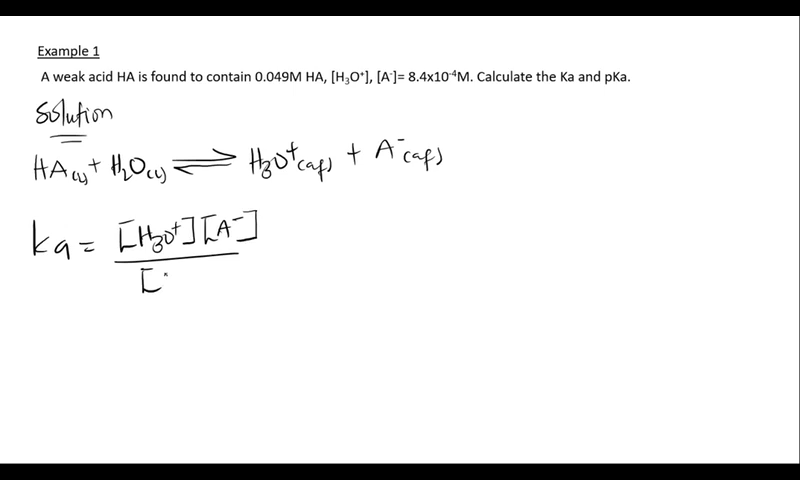 Example 1
A weak acid HA is found to contain 0.049M HA, [H₃O⁺], [A⁻]= 8.4x10⁻⁴M. Calculate the Ka and pKa.
Solution
HA(l) + H₂O(l) ⇌ H₃O⁺(aq) + A⁻(aq)
ka = [H₃O⁺][A⁻]
[